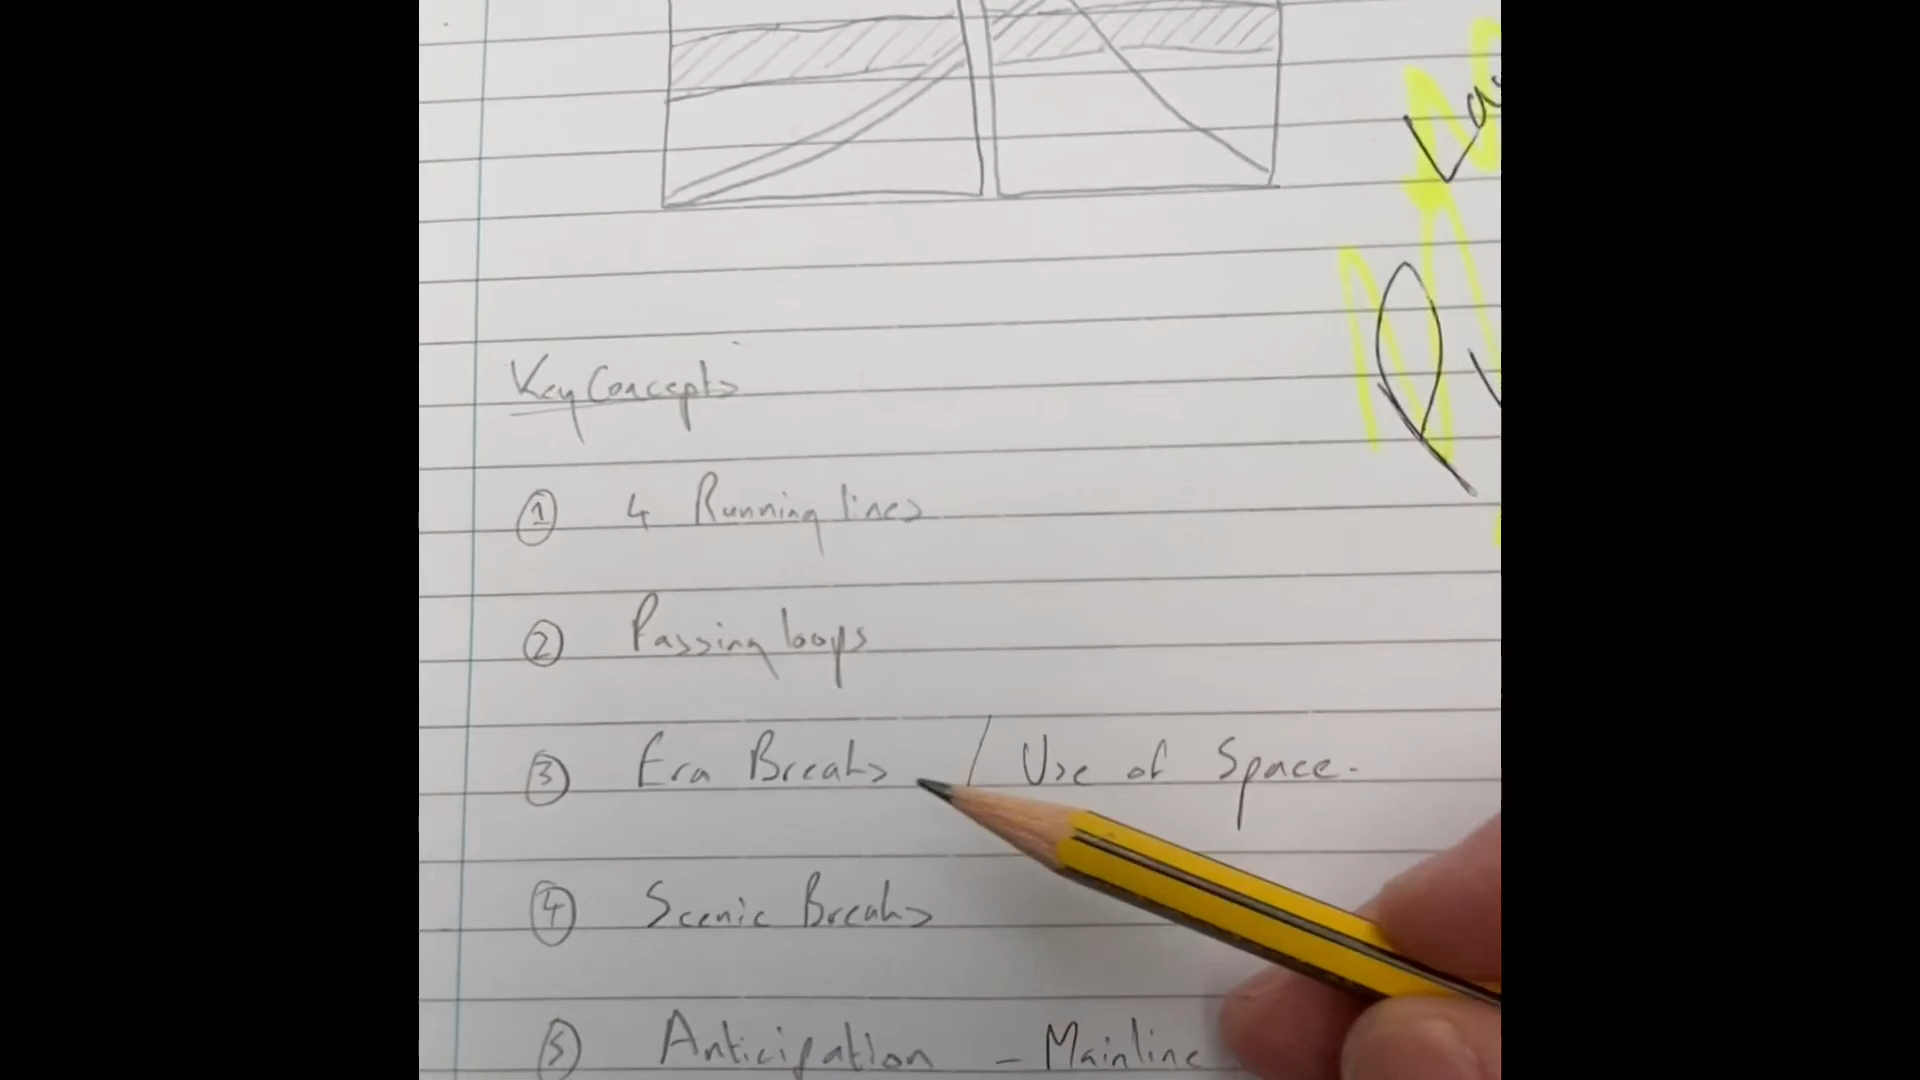 Key Concepts
① 4 Running lines
② Passing loops
③ Era Breaks / Use of Space.
④ Scenic Breaks
⑤ Anticipation - Mainline